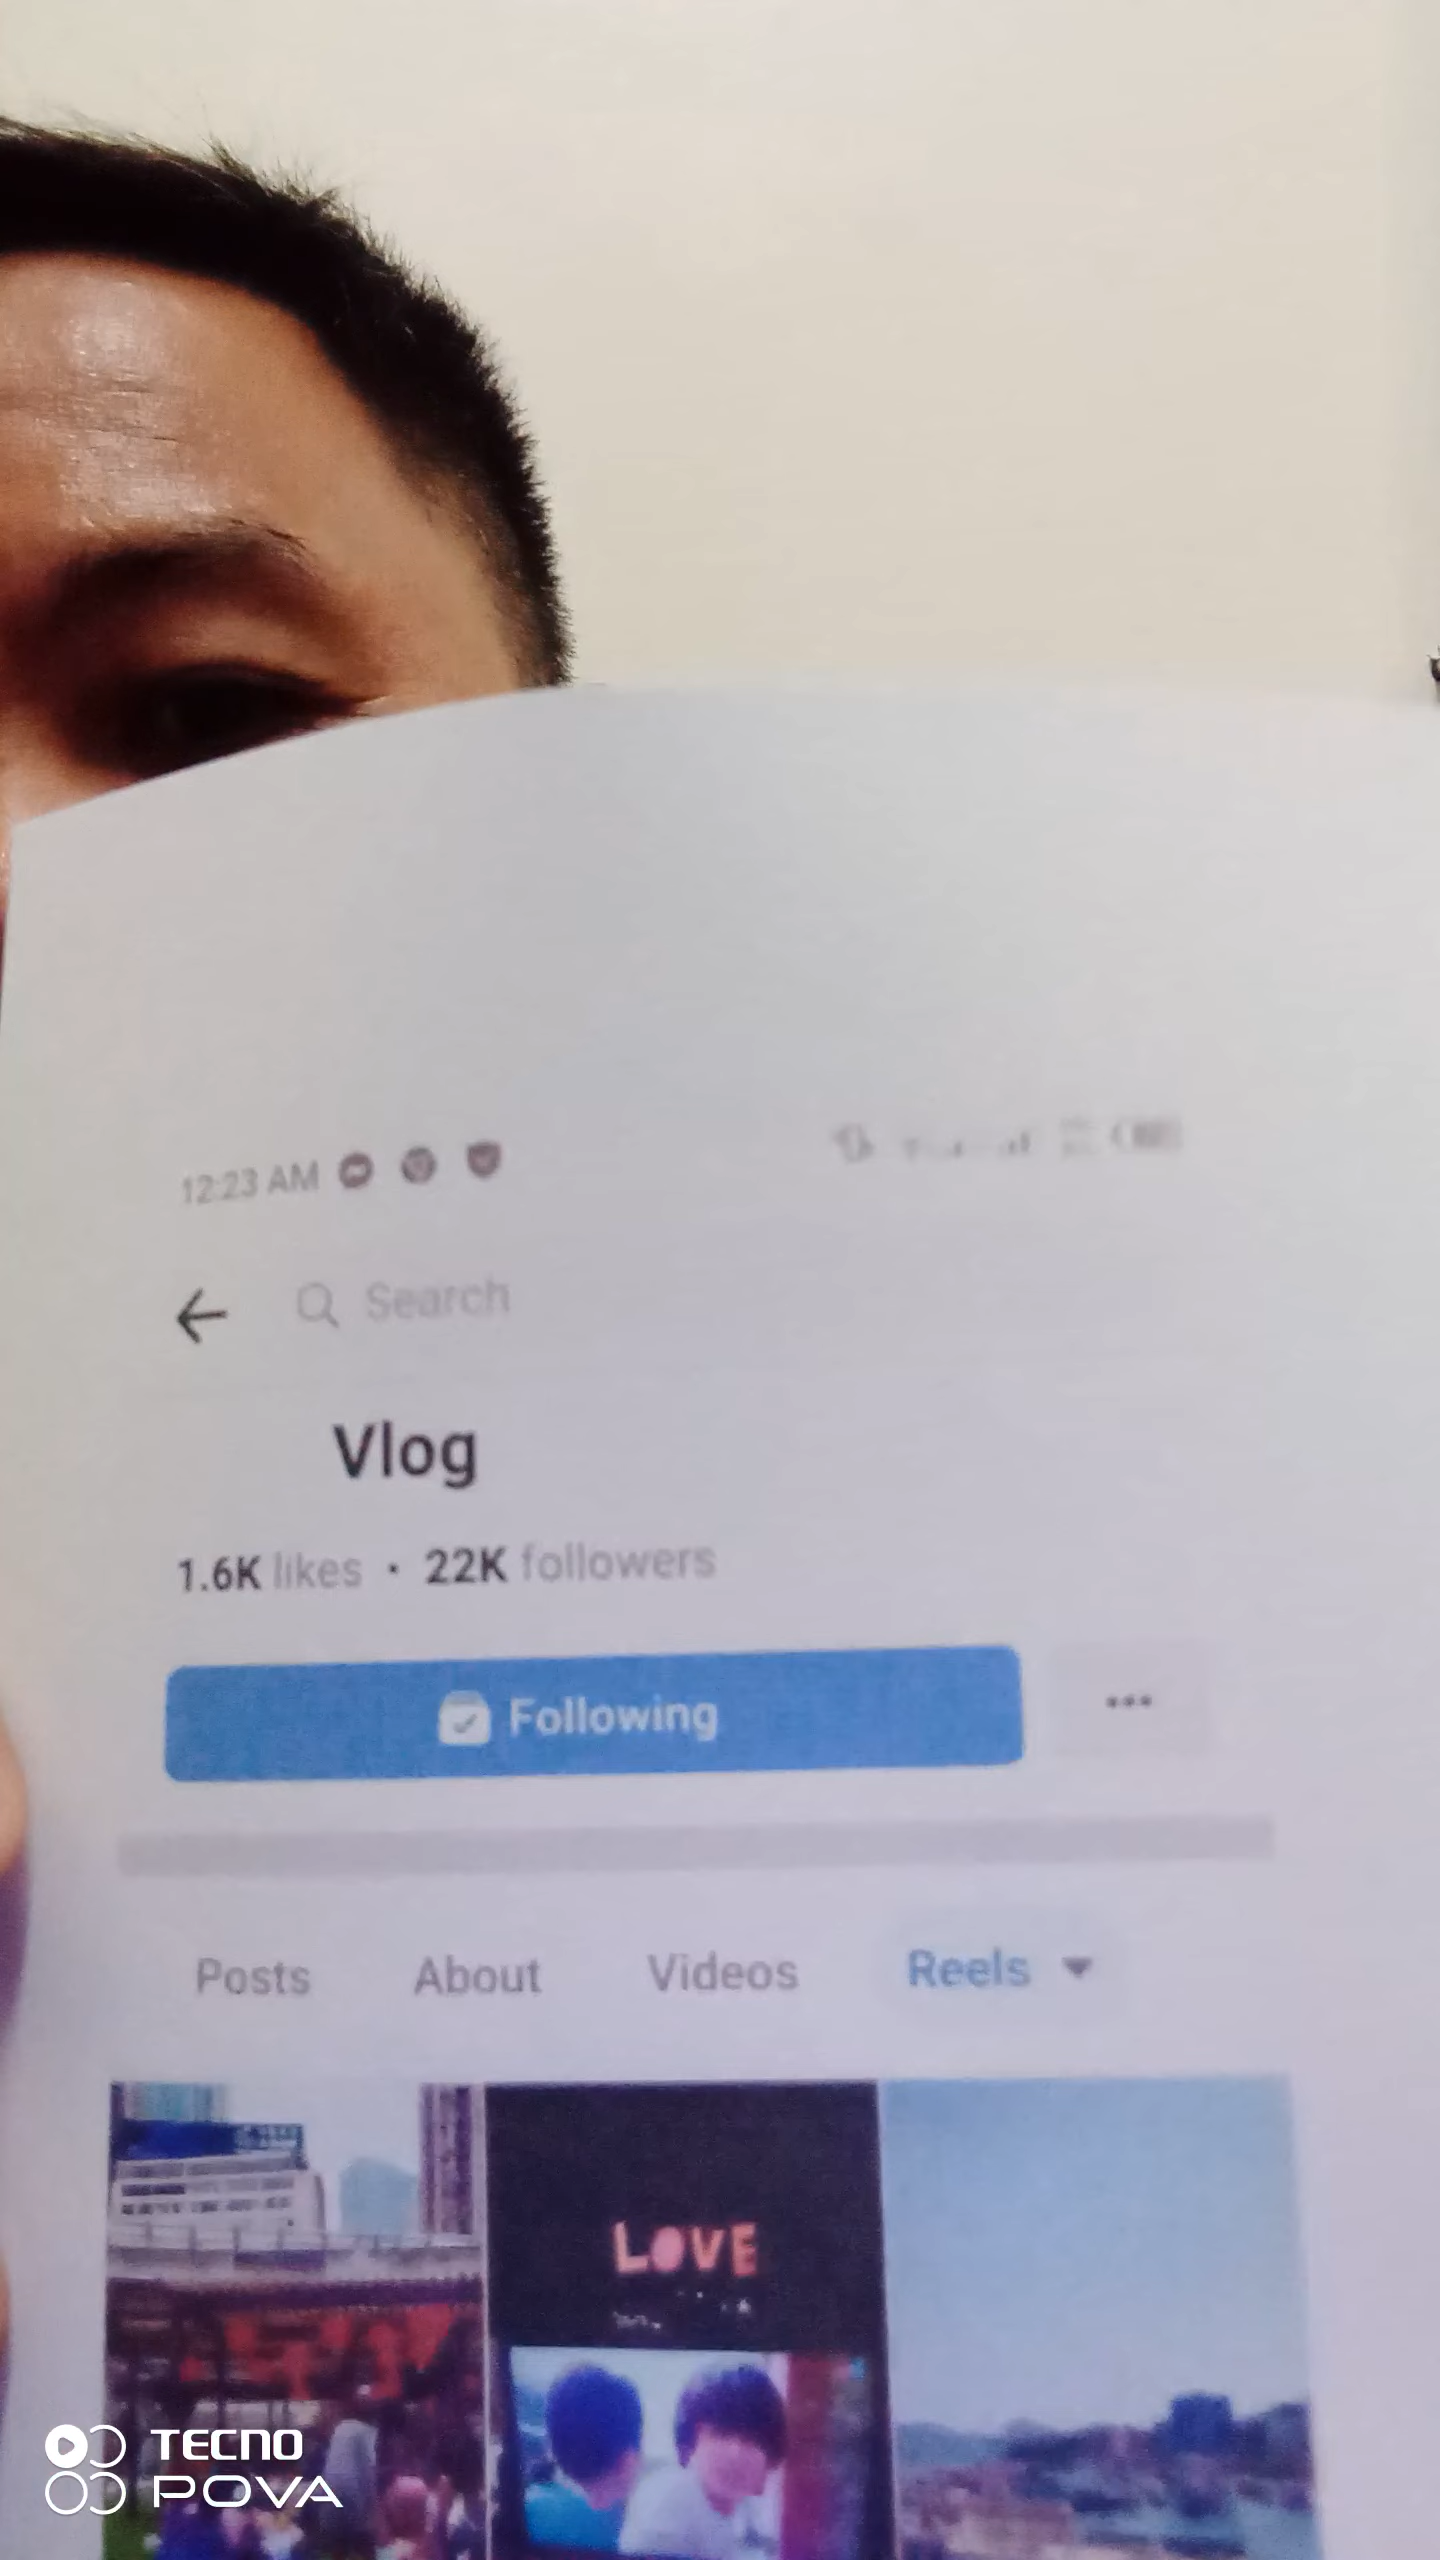 12:23 AM
Search
Vlog
1.6K likes · 22K followers
Following
Posts About Videos Reels
LOVE
TECNO
POVA